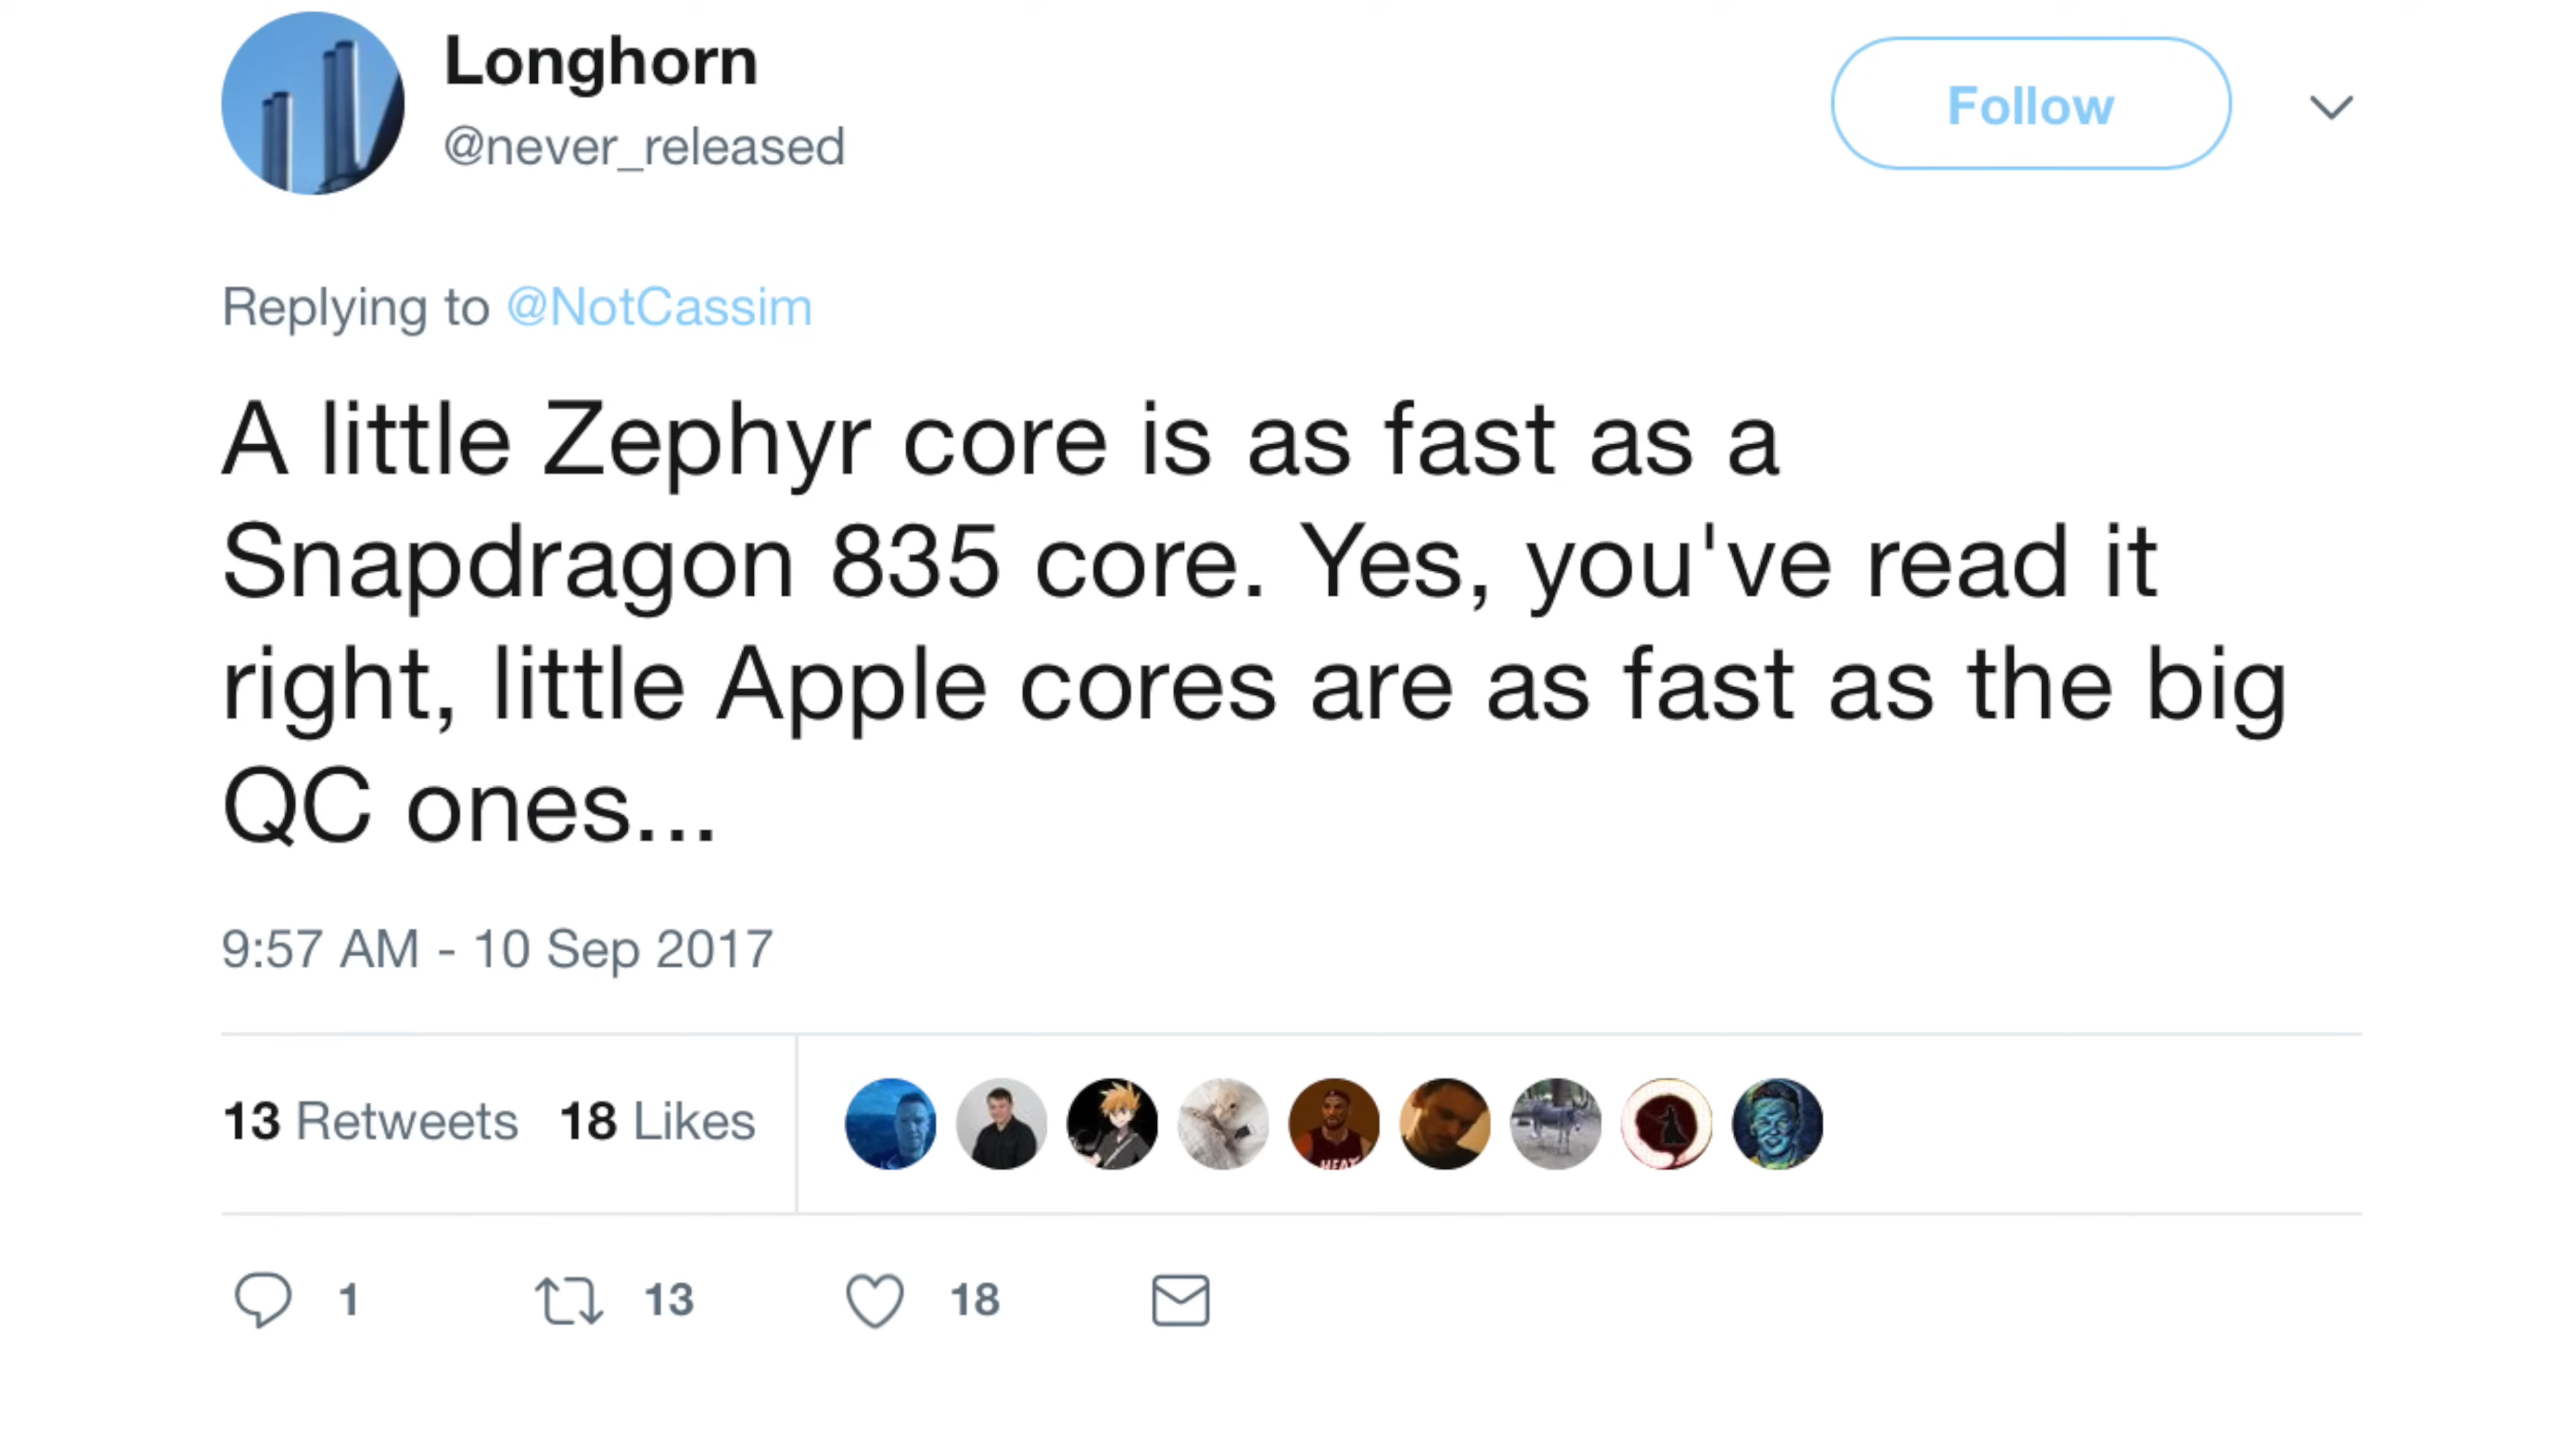 Longhorn
@never_released
Follow
Replying to @NotCassim
A little Zephyr core is as fast as a
Snapdragon 835 core. Yes, you've read it
right, little Apple cores are as fast as the big
QC ones...
9:57 AM - 10 Sep 2017
13 Retweets 18 Likes
HEAT
1 13 18